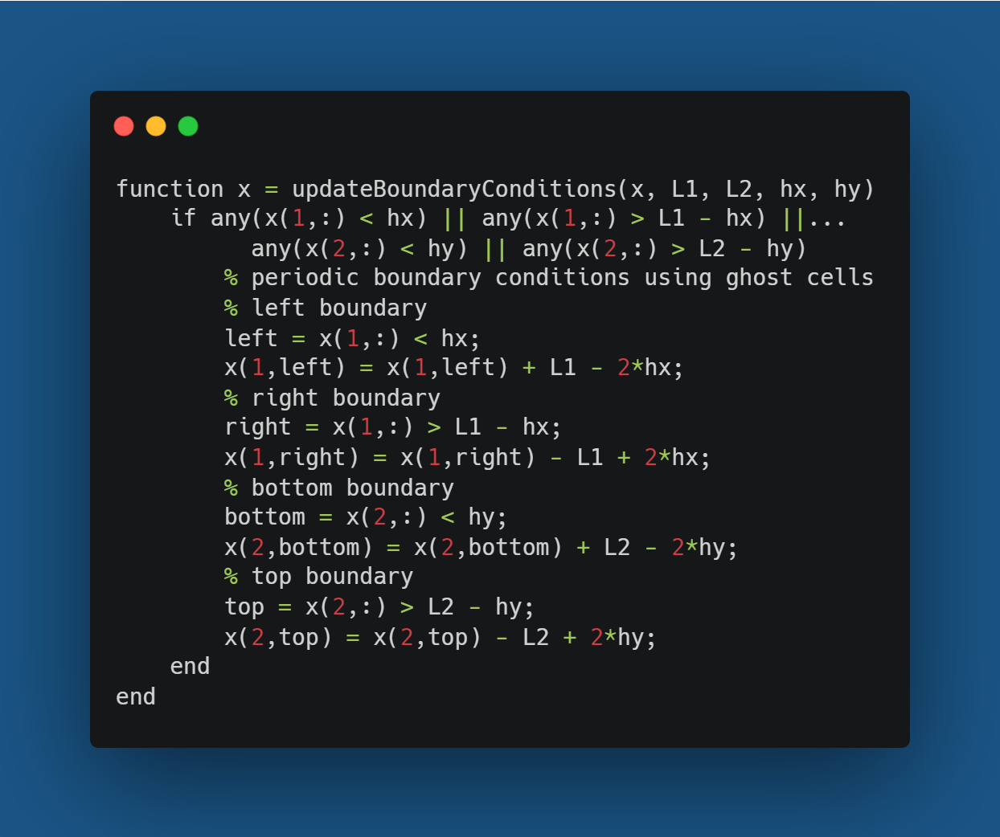 function x = updateBoundaryConditions(x, L1, L2, hx, hy)
    if any(x(1,:) < hx) || any(x(1,:) > L1 - hx) ||...
          any(x(2,:) < hy) || any(x(2,:) > L2 - hy)
        % periodic boundary conditions using ghost cells
        % left boundary
        left = x(1,:) < hx;
        x(1,left) = x(1,left) + L1 - 2*hx;
        % right boundary
        right = x(1,:) > L1 - hx;
        x(1,right) = x(1,right) - L1 + 2*hx;
        % bottom boundary
        bottom = x(2,:) < hy;
        x(2,bottom) = x(2,bottom) + L2 - 2*hy;
        % top boundary
        top = x(2,:) > L2 - hy;
        x(2,top) = x(2,top) - L2 + 2*hy;
    end
end